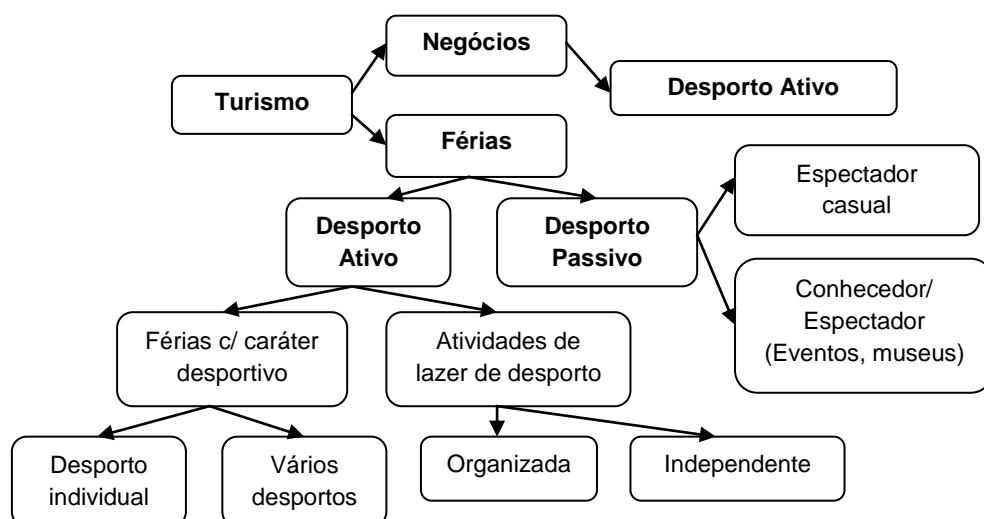 Negócios
Turismo
Desporto Ativo
Férias
Espectador
casual
Desporto
Ativo
Desporto
Passivo
Conhecedor/
Espectador
(Eventos, museus)
Férias c/ caráter
desportivo
Atividades de
lazer de desporto
Desporto
individual
Vários
desportos
Organizada
Independente